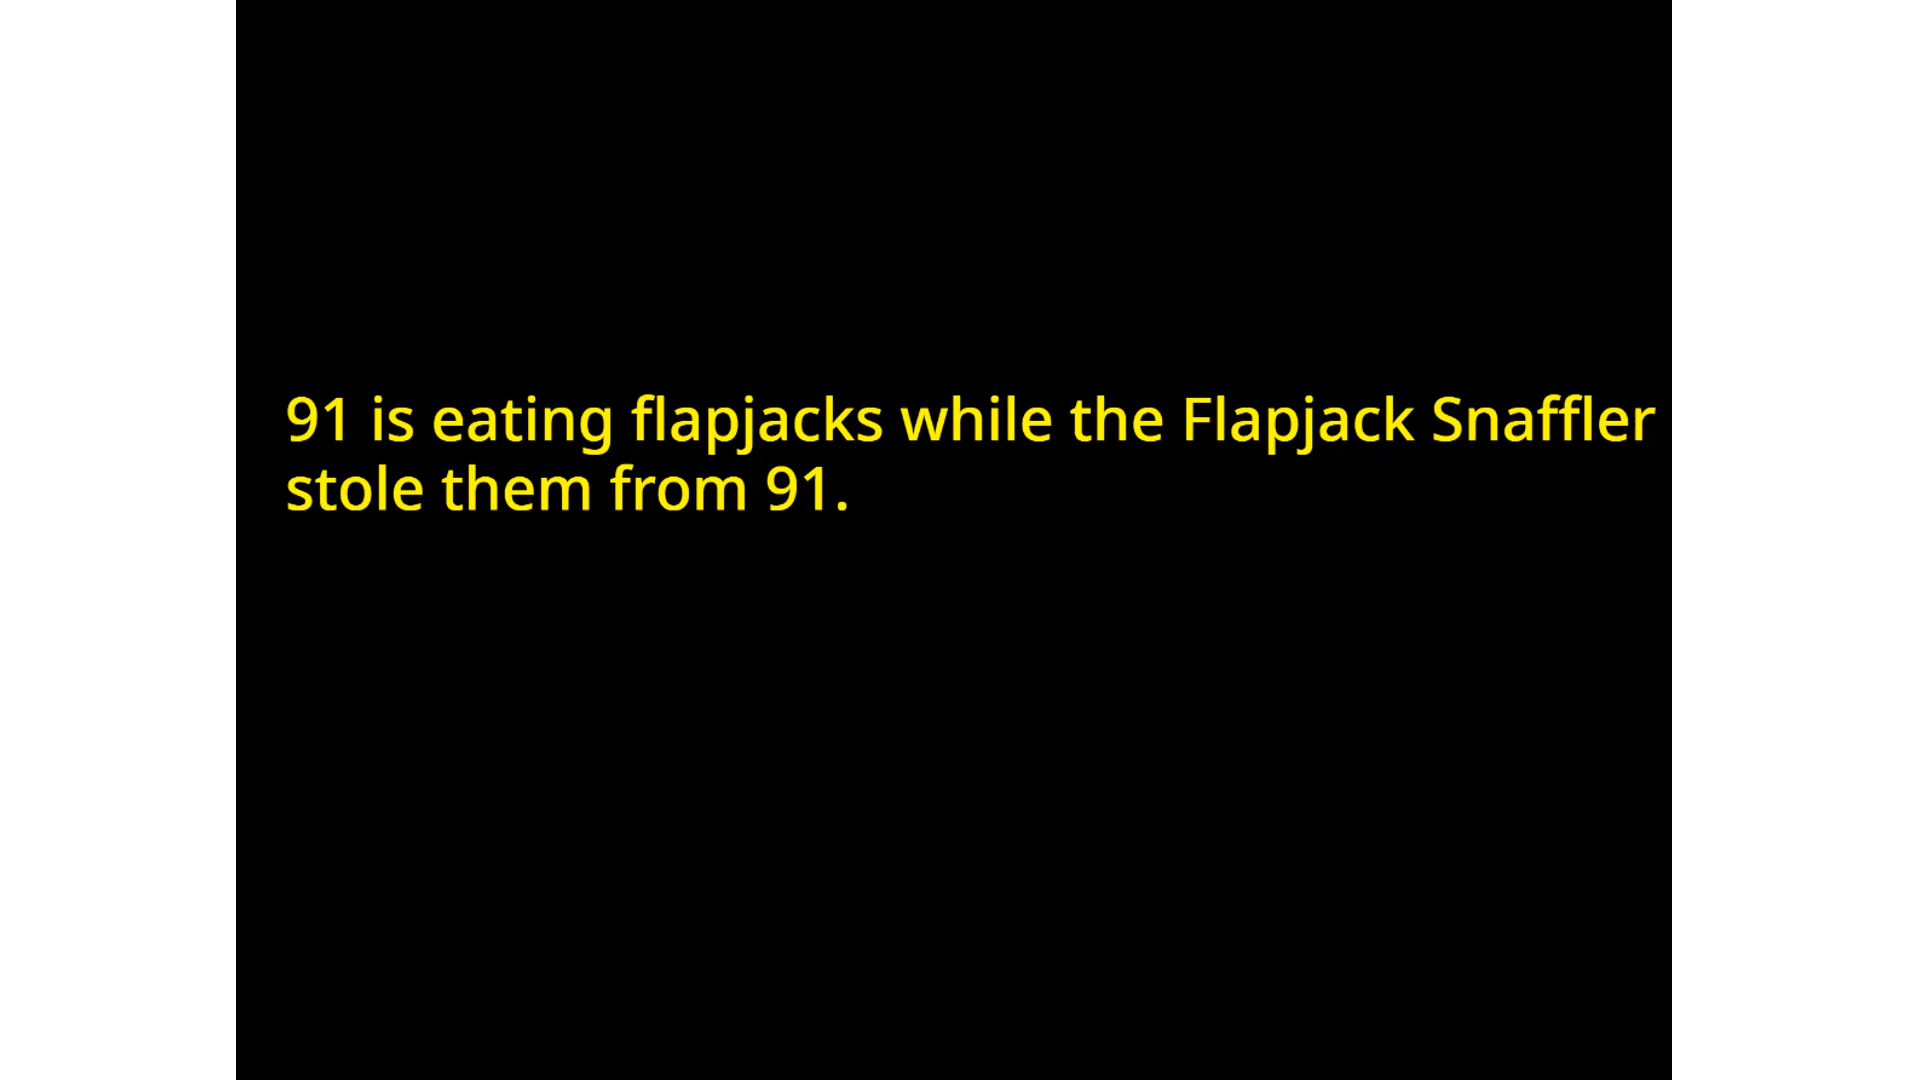 91 is eating flapjacks while the Flapjack Snaffler
stole them from 91.